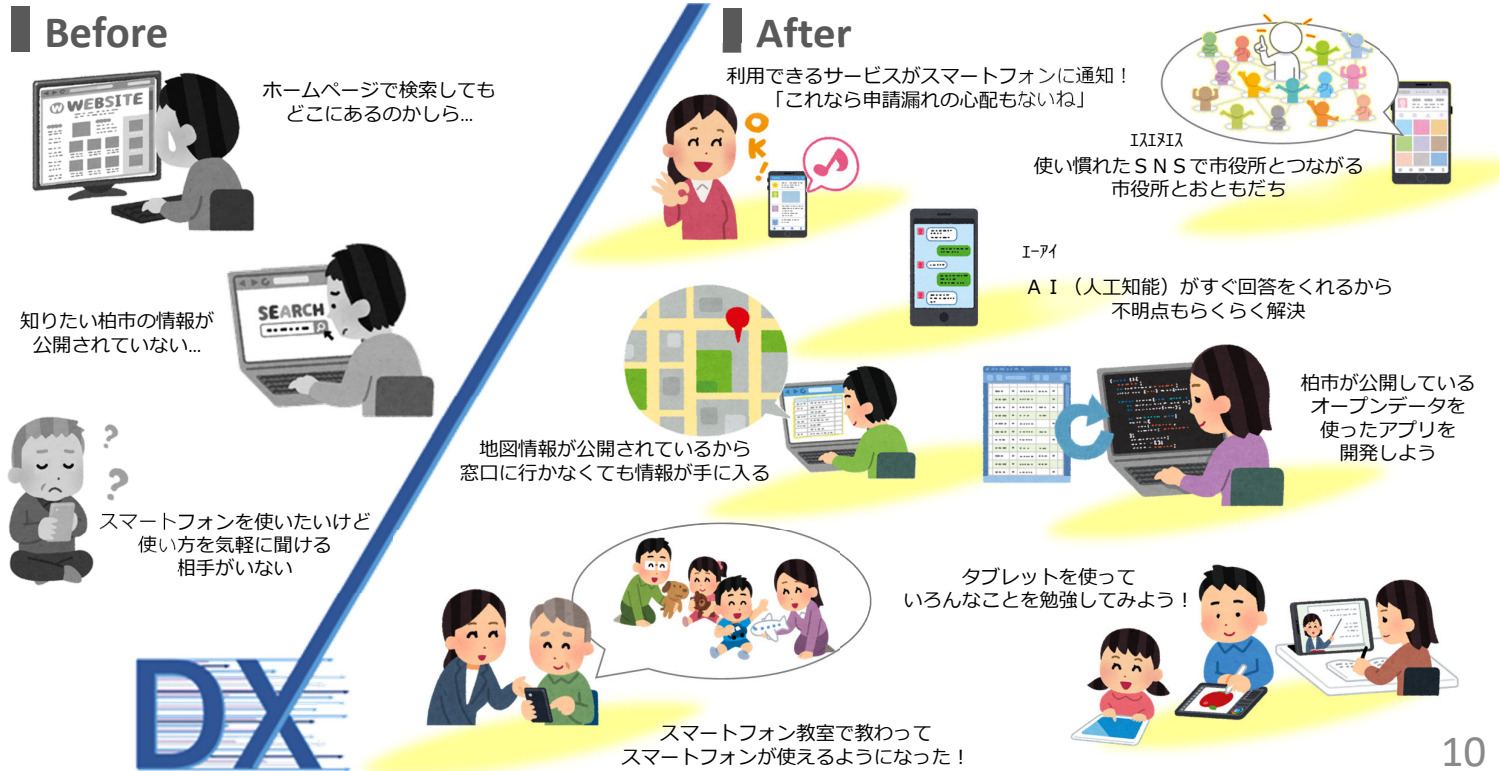 Before
WEBSITE
ホームページで検索しても
どこにあるのかしら...
SEARCH
知りたい柏市の情報が
公開されていない...
?
?
スマートフォンを使いたいけど
使い方を気軽に聞ける
相手がいない
DX
After
利用できるサービスがスマートフォンに通知！
「これなら申請漏れの心配もないね」
OK!
ｴｽｴﾇｴｽ
使い慣れたＳＮＳで市役所とつながる
市役所とおともだち
ｴｰｱｲ
ＡＩ（人工知能）がすぐ回答をくれるから
不明点もらくらく解決
地図情報が公開されているから
窓口に行かなくても情報が手に入る
柏市が公開している
オープンデータを
使ったアプリを
開発しよう
タブレットを使って
いろんなことを勉強してみよう！
スマートフォン教室で教わって
スマートフォンが使えるようになった！
10